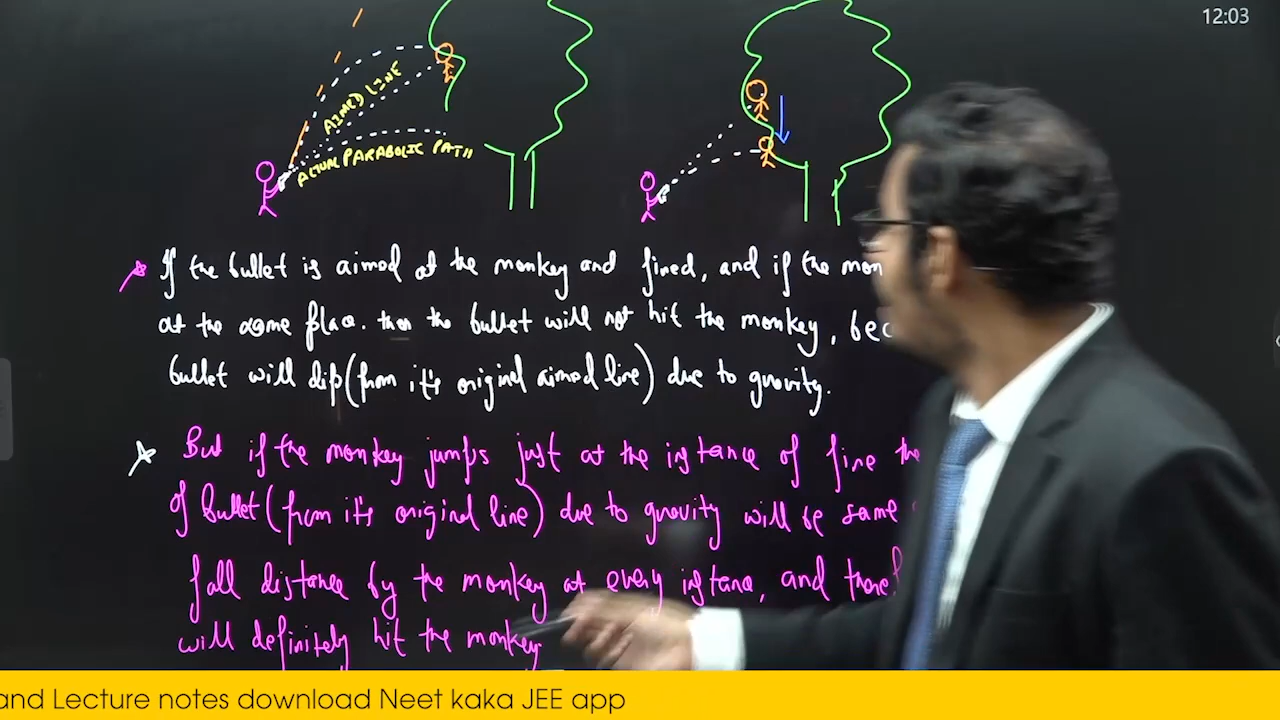 12:03
AIMED LINE
ACTUAL PARABOLIC PATH
If the bullet is aimed at the monkey and fired, and if the mon
at the same place. then the bullet will not hit the monkey, bec
bullet will dip (from it's original aimed line) due to gravity.
But if the monkey jumps just at the instance of fire the
of bullet (from it's original line) due to gravity will be same
fall distance by the monkey at every instance, and theref
will definitely hit the monkey.
and Lecture notes download Neet kaka JEE app